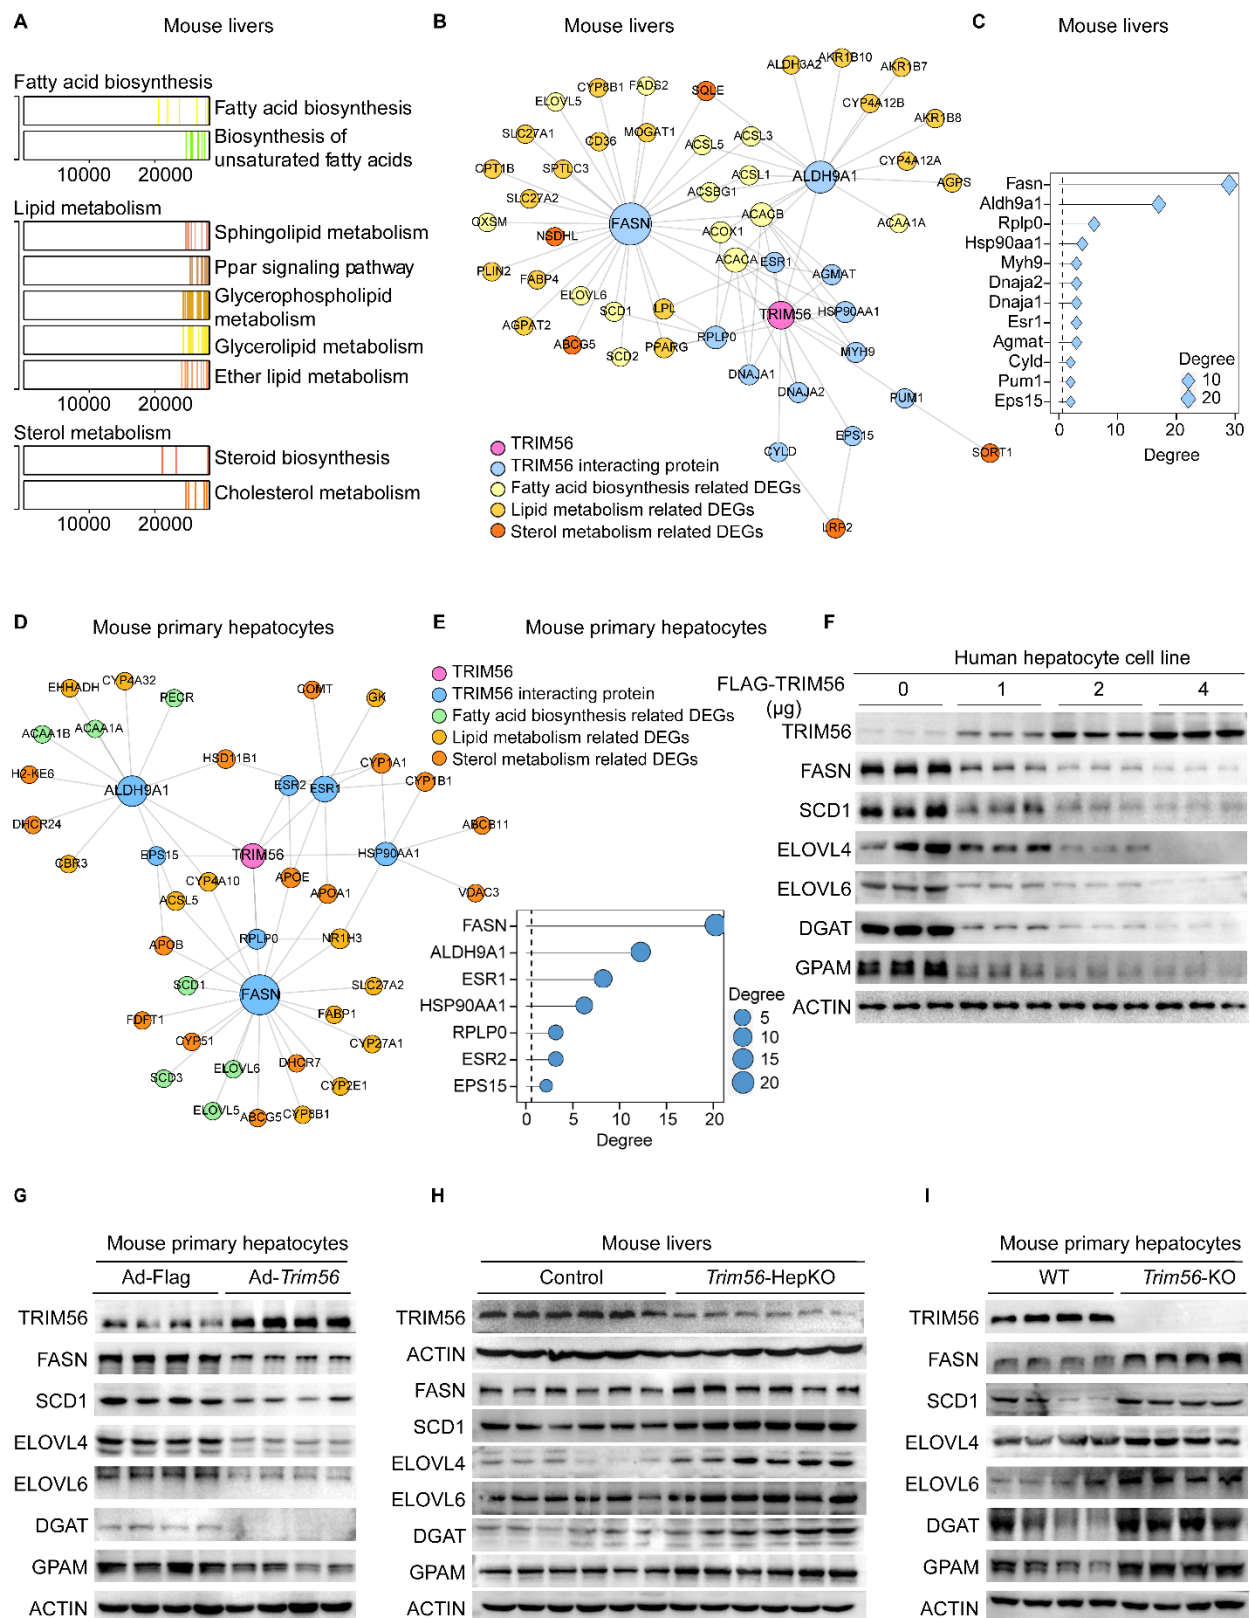 A
Mouse livers
Fatty acid biosynthesis
Fatty acid biosynthesis
Biosynthesis of
unsaturated fatty acids
10000 20000
Lipid metabolism
Sphingolipid metabolism
Ppar signaling pathway
Glycerophospholipid
metabolism
Glycerolipid metabolism
Ether lipid metabolism
10000 20000
Sterol metabolism
Steroid biosynthesis
Cholesterol metabolism
10000 20000
B
Mouse livers
ALDH3A2
AKR1B10
AKR1B7
CYP8B1
FADS2
SQLE
ELOVL5
CYP4A12B
AKR1B8
SLC27A1
CD36
MOGAT1
ACSL5
ACSL3
CPT1B
SPTLC3
ACSL1
ALDH9A1
CYP4A12A
AGPS
SLC27A2
ACSBG1
OXSM
FASN
ACACB
ACAA1A
NSDHL
ACOX1
PLIN2
FABP4
ACACA
ESR1
AGMAT
ELOVL6
SCD1
LPL
TRIM56
HSP90AA1
AGPAT2
ABCG5
SCD2
PPARG
RPLP0
MYH9
DNAJA1
DNAJA2
PUM1
CYLD
EPS15
SORT1
LRP2
TRIM56
TRIM56 interacting protein
Fatty acid biosynthesis related DEGs
Lipid metabolism related DEGs
Sterol metabolism related DEGs
C
Mouse livers
Fasn
Aldh9a1
Rplp0
Hsp90aa1
Myh9
Dnaja2
Dnaja1
Esr1
Agmat
Cyld
Pum1
Eps15
Degree
10
20
0 10 20 30
Degree
D
Mouse primary hepatocytes
EHHADH
CYP4A32
PECR
COMT
GK
ACAA1B
ACAA1A
H2-KE6
HSD11B1
ESR2
ESR1
CYP1A1
CYP1B1
ALDH9A1
DHCR24
CBR3
EPS15
TRIM56
HSP90AA1
ABCB11
CYP4A10
APOE
ACSL5
APOA1
VDAC3
APOB
RPLP0
NR1H3
SCD1
FASN
SLC27A2
FDFT1
FABP1
CYP51
CYP27A1
SCD3
ELOVL6
DHCR7
CYP2E1
ELOVL5
ABCG5
CYP8B1
E
Mouse primary hepatocytes
TRIM56
TRIM56 interacting protein
Fatty acid biosynthesis related DEGs
Lipid metabolism related DEGs
Sterol metabolism related DEGs
FASN
ALDH9A1
ESR1
HSP90AA1
RPLP0
ESR2
EPS15
Degree
5
10
15
20
0 5 10 15 20
Degree
F
Human hepatocyte cell line
FLAG-TRIM56 0 1 2 4
(μg)
TRIM56
FASN
SCD1
ELOVL4
ELOVL6
DGAT
GPAM
ACTIN
G
Mouse primary hepatocytes
Ad-Flag Ad-Trim56
TRIM56
FASN
SCD1
ELOVL4
ELOVL6
DGAT
GPAM
ACTIN
H
Mouse livers
Control Trim56-HepKO
TRIM56
ACTIN
FASN
SCD1
ELOVL4
ELOVL6
DGAT
GPAM
ACTIN
I
Mouse primary hepatocytes
WT Trim56-KO
TRIM56
FASN
SCD1
ELOVL4
ELOVL6
DGAT
GPAM
ACTIN